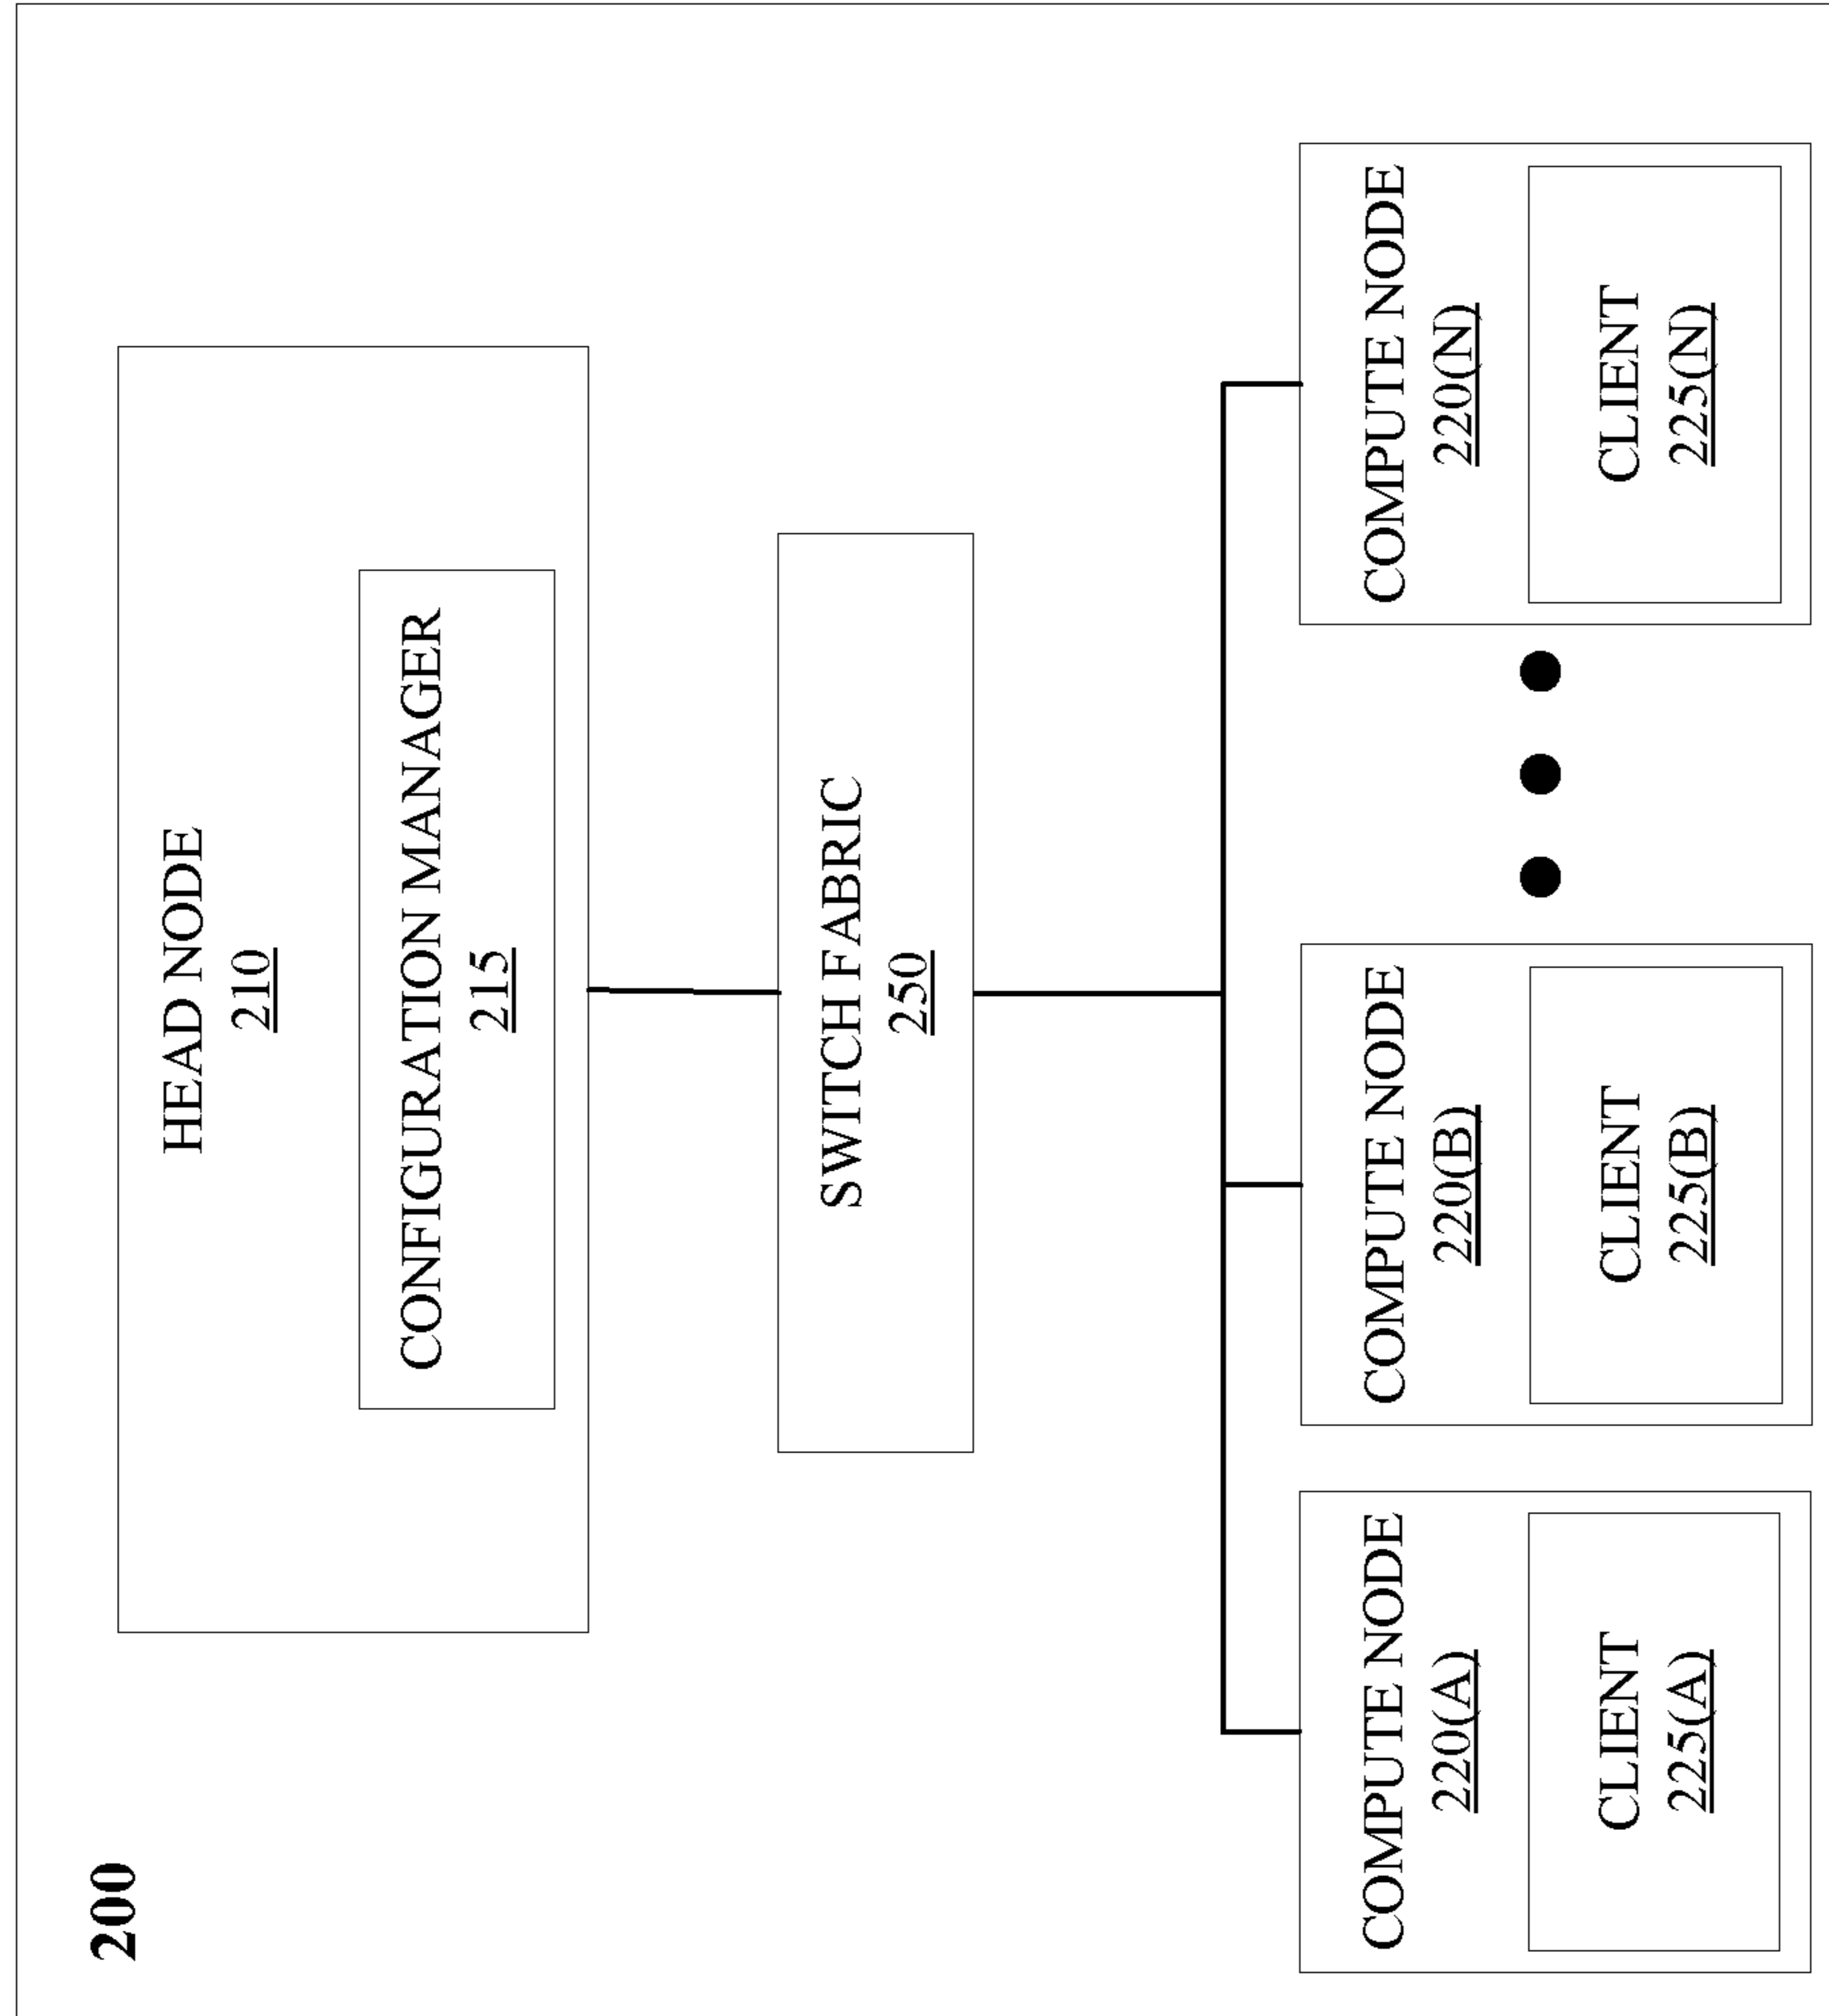 200
HEAD NODE
210
CONFIGURATION MANAGER
215
SWITCH FABRIC
250
COMPUTE NODE
220(A)
CLIENT
225(A)
COMPUTE NODE
220(B)
CLIENT
225(B)
COMPUTE NODE
220(N)
CLIENT
225(N)